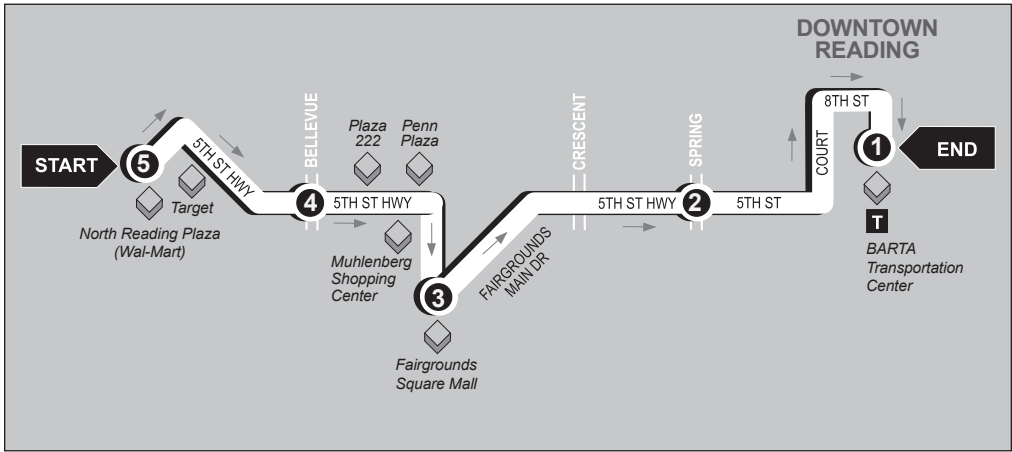 DOWNTOWN
READING
8TH ST
COURT
START
5
5TH ST HWY
Target
North Reading Plaza
(Wal-Mart)
BELLEVUE
4
Plaza
222
Penn
Plaza
5TH ST HWY
Muhlenberg
Shopping
Center
3
Fairgrounds
Square Mall
FAIRGROUNDS
MAIN DR
CRESCENT
5TH ST HWY
SPRING
2
5TH ST
1
END
T
BARTA
Transportation
Center